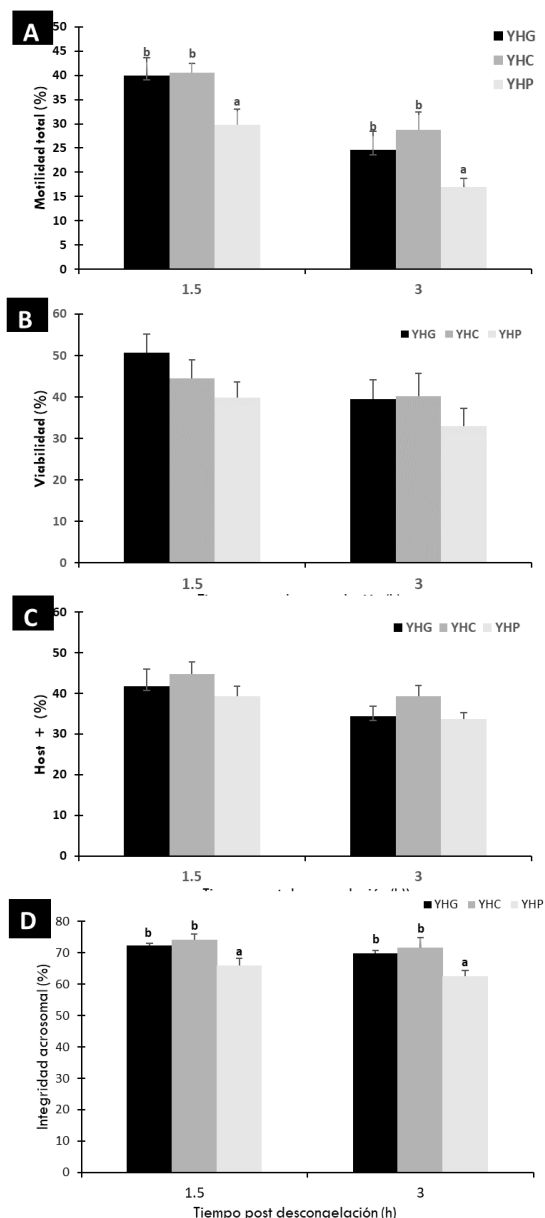 A
50
45
40
35
30
25
20
15
10
5
0
Motilidad total (%)
b
b
a
b
b
a
YHG
YHC
YHP
1.5
3
B
60
50
40
30
20
10
0
Viabilidad (%)
YHG YHC YHP
1.5
3
C
60
50
40
30
20
10
0
Host + (%)
YHG YHC YHP
1.5
3
D
80
70
60
50
40
30
20
10
0
Integridad acrosomal (%)
YHG YHC YHP
b
b
a
b
b
a
1.5
3
Tiempo post descongelación (h)